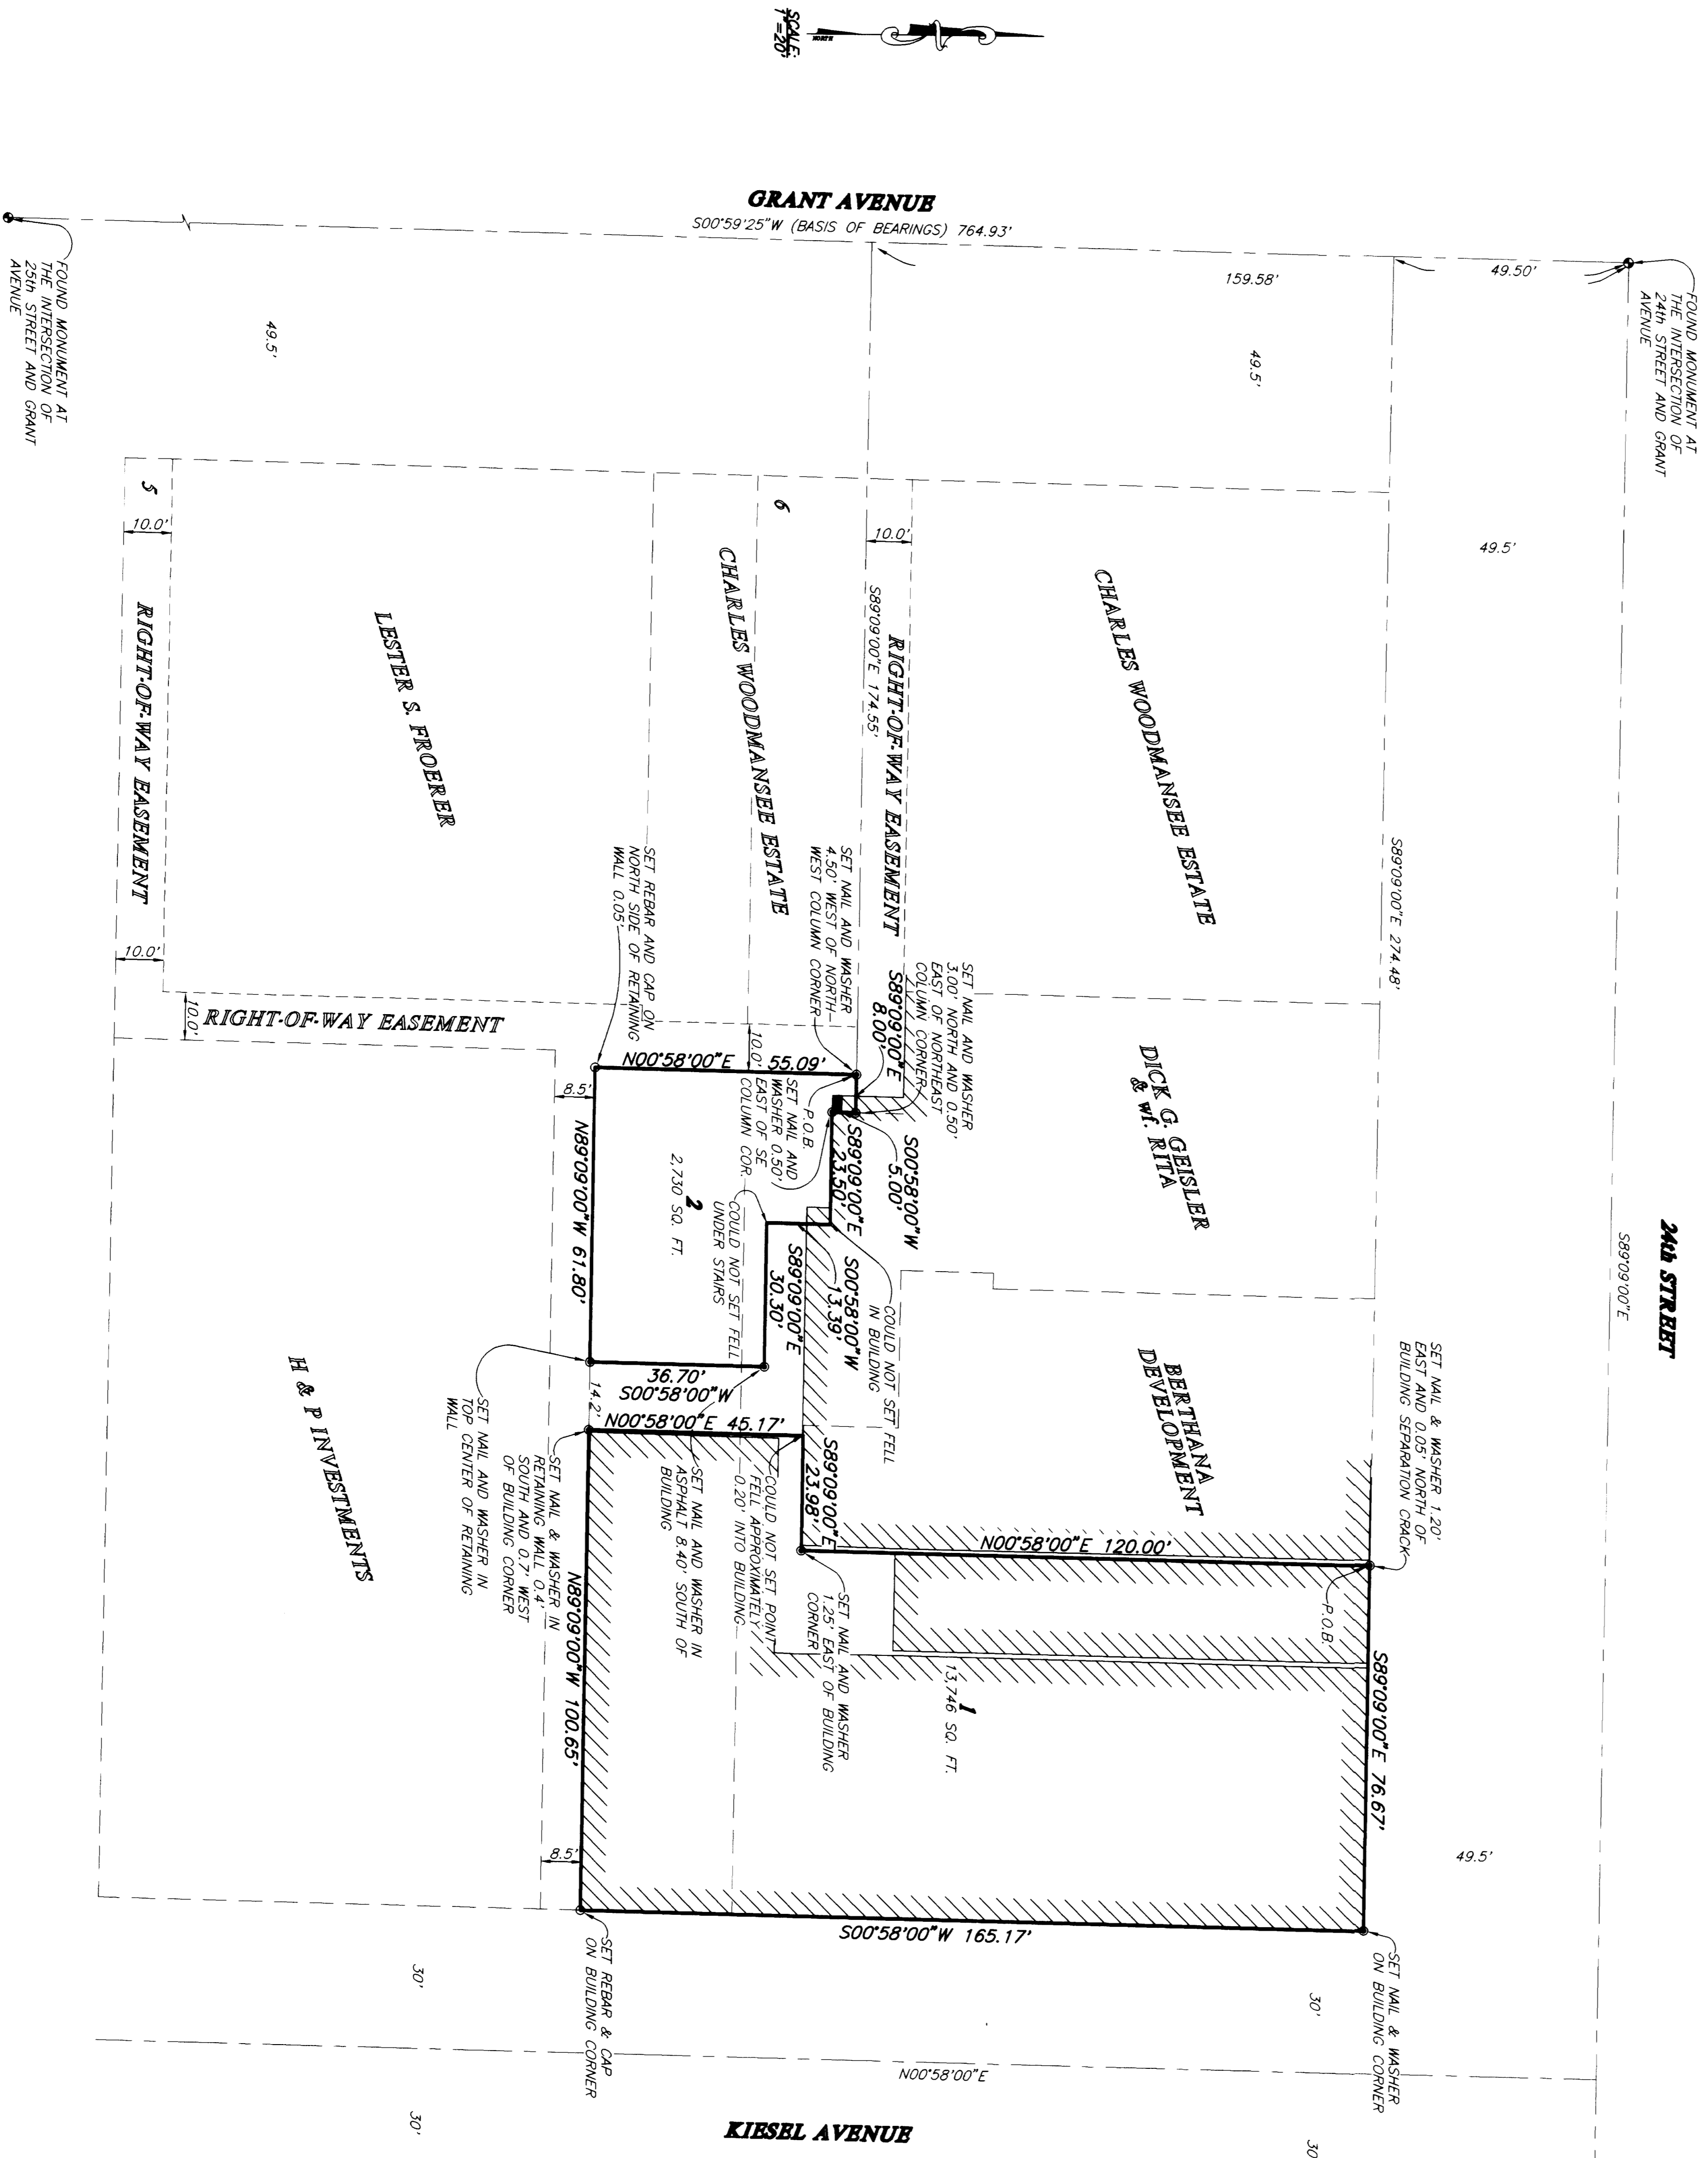 SCALE:
1"=20'
NORTH
GRANT AVENUE
S00°59'25"W (BASIS OF BEARINGS) 764.93'
FOUND MONUMENT AT
THE INTERSECTION OF
25th STREET AND GRANT
AVENUE
FOUND MONUMENT AT
THE INTERSECTION OF
24th STREET AND GRANT
AVENUE
49.50'
159.58'
49.5'
49.5'
49.5'
24th STREET
S89°09'00"E
S89°09'00"E 274.48'
5
10.0'
RIGHT-OF-WAY EASEMENT
10.0'
LESTER S. FROERER
6
CHARLES WOODMANSEE ESTATE
10.0'
S89°09'00"E 174.55'
RIGHT-OF-WAY EASEMENT
CHARLES WOODMANSEE ESTATE
10.0'
RIGHT-OF-WAY EASEMENT
SET REBAR AND CAP ON
NORTH SIDE OF RETAINING
WALL 0.05'
SET NAIL AND WASHER
4.50' WEST OF NORTH-
WEST COLUMN CORNER
SET NAIL AND WASHER
3.00' NORTH AND 0.50'
EAST OF NORTHEAST
COLUMN CORNER
S89°09'00"E
8.00'
N00°58'00"E 55.09'
10.0'
8.5'
P.O.B.
SET NAIL AND
WASHER 0.50'
EAST OF SE
COLUMN COR.
S00°58'00"W
5.00'
S89°09'00"E
23.50'
DICK G. GEISLER
& wf. RITA
2
2,730 SQ. FT.
N89°09'00"W 61.80'
COULD NOT SET FELL
UNDER STAIRS
S89°09'00"E
30.30'
S00°58'00"W
13.39'
COULD NOT SET FELL
IN BUILDING
BERTHANA
DEVELOPMENT
SET NAIL & WASHER 1.20'
EAST AND 0.05' NORTH OF
BUILDING SEPARATION CRACK
36.70'
S00°58'00"W
14.2'
N00°58'00"E 45.17'
S89°09'00"E
23.98'
N00°58'00"E 120.00'
P.O.B.
H & P INVESTMENTS
SET NAIL AND WASHER IN
TOP CENTER OF RETAINING
WALL
SET NAIL & WASHER IN
RETAINING WALL 0.4'
SOUTH AND 0.7' WEST
OF BUILDING CORNER
SET NAIL AND WASHER IN
ASPHALT 8.40' SOUTH OF
BUILDING
COULD NOT SET POINT
FELL APPROXIMATELY
0.20' INTO BUILDING
SET NAIL AND WASHER
1.25' EAST OF BUILDING
CORNER
N89°09'00"W 100.65'
1
13,746 SQ. FT.
S89°09'00"E 76.67'
8.5'
49.5'
S00°58'00"W 165.17'
SET REBAR & CAP
ON BUILDING CORNER
SET NAIL & WASHER
ON BUILDING CORNER
30'
30'
N00°58'00"E
KIESEL AVENUE
30'
30